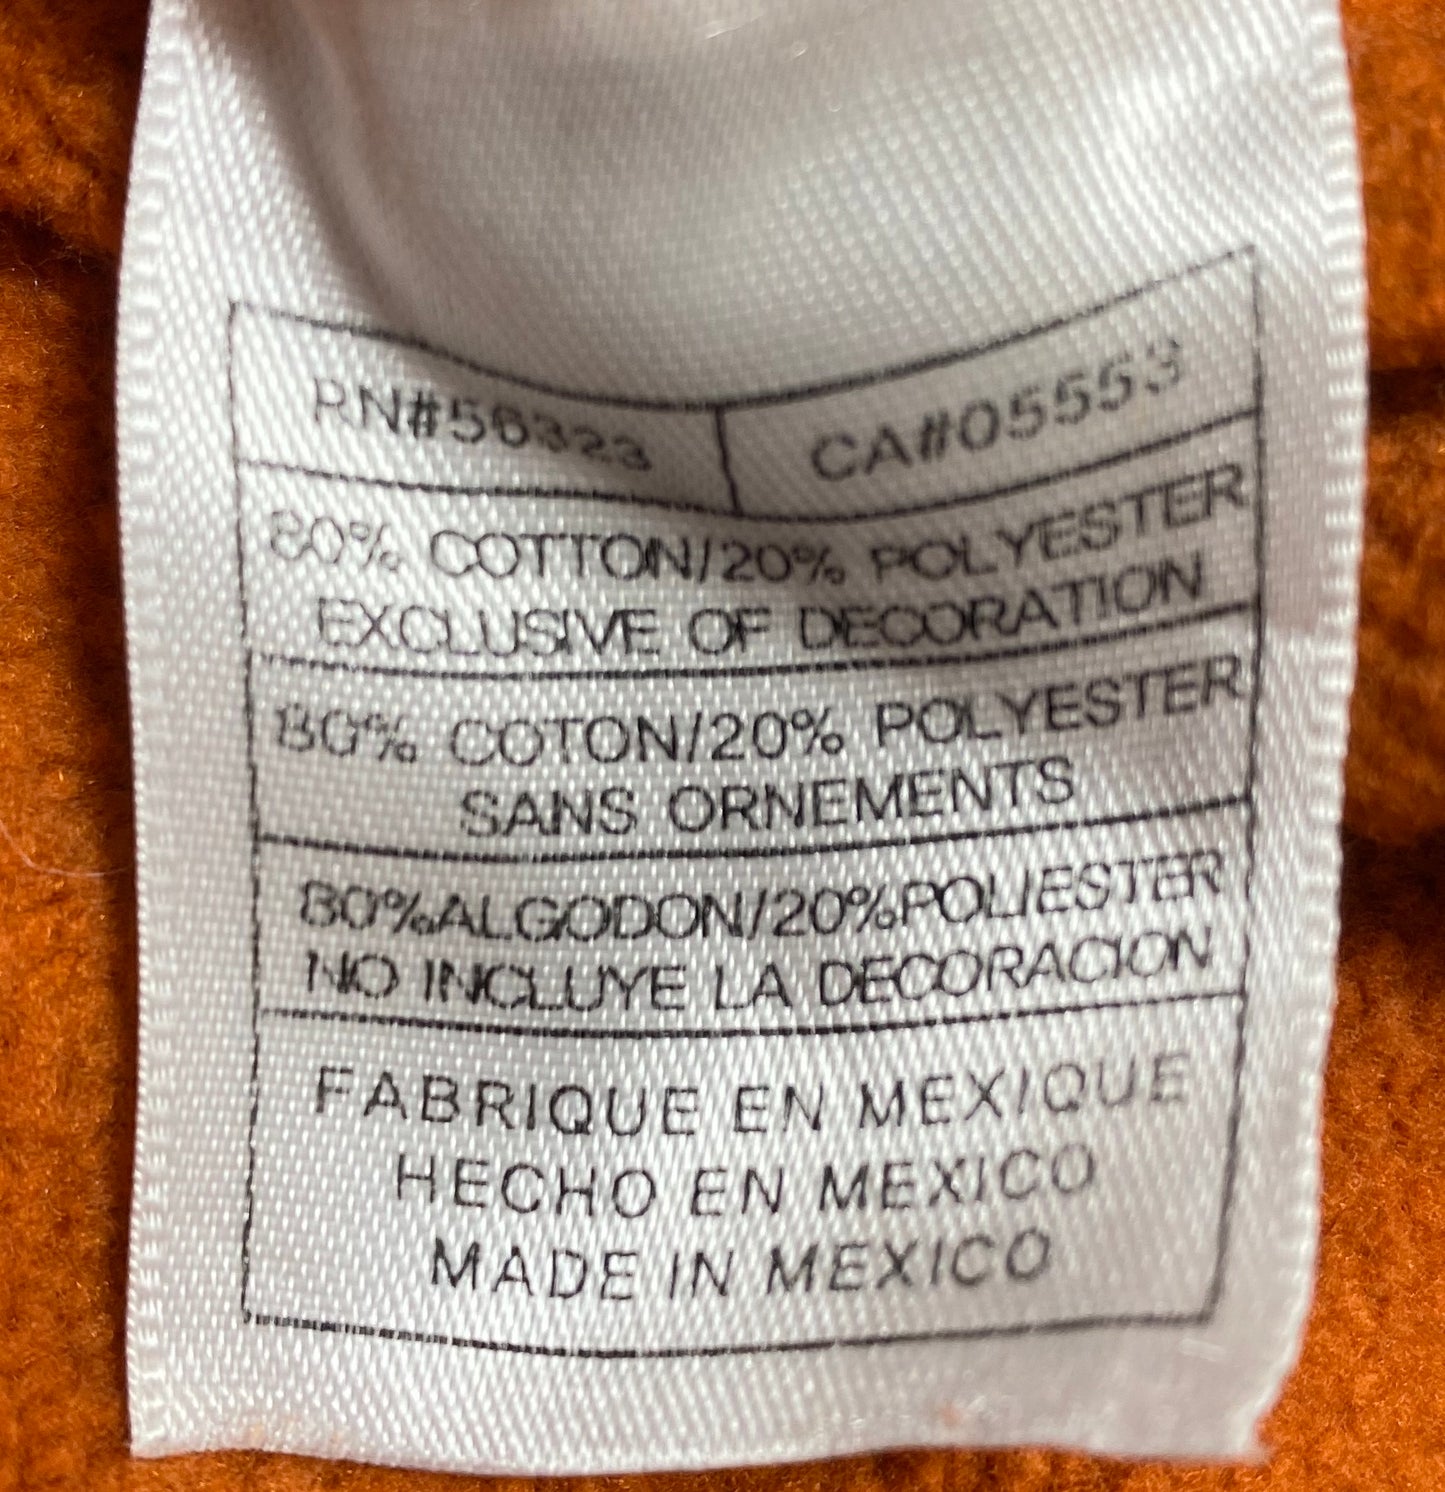 RN#56323 CA#05553
80% COTTON/20% POLYESTER
EXCLUSIVE OF DECORATION
80% COTON/20% POLYESTER
SANS ORNEMENTS
80%ALGODON/20%POLIESTER
NO INCLUYE LA DECORACION
FABRIQUE EN MEXIQUE
HECHO EN MEXICO
MADE IN MEXICO